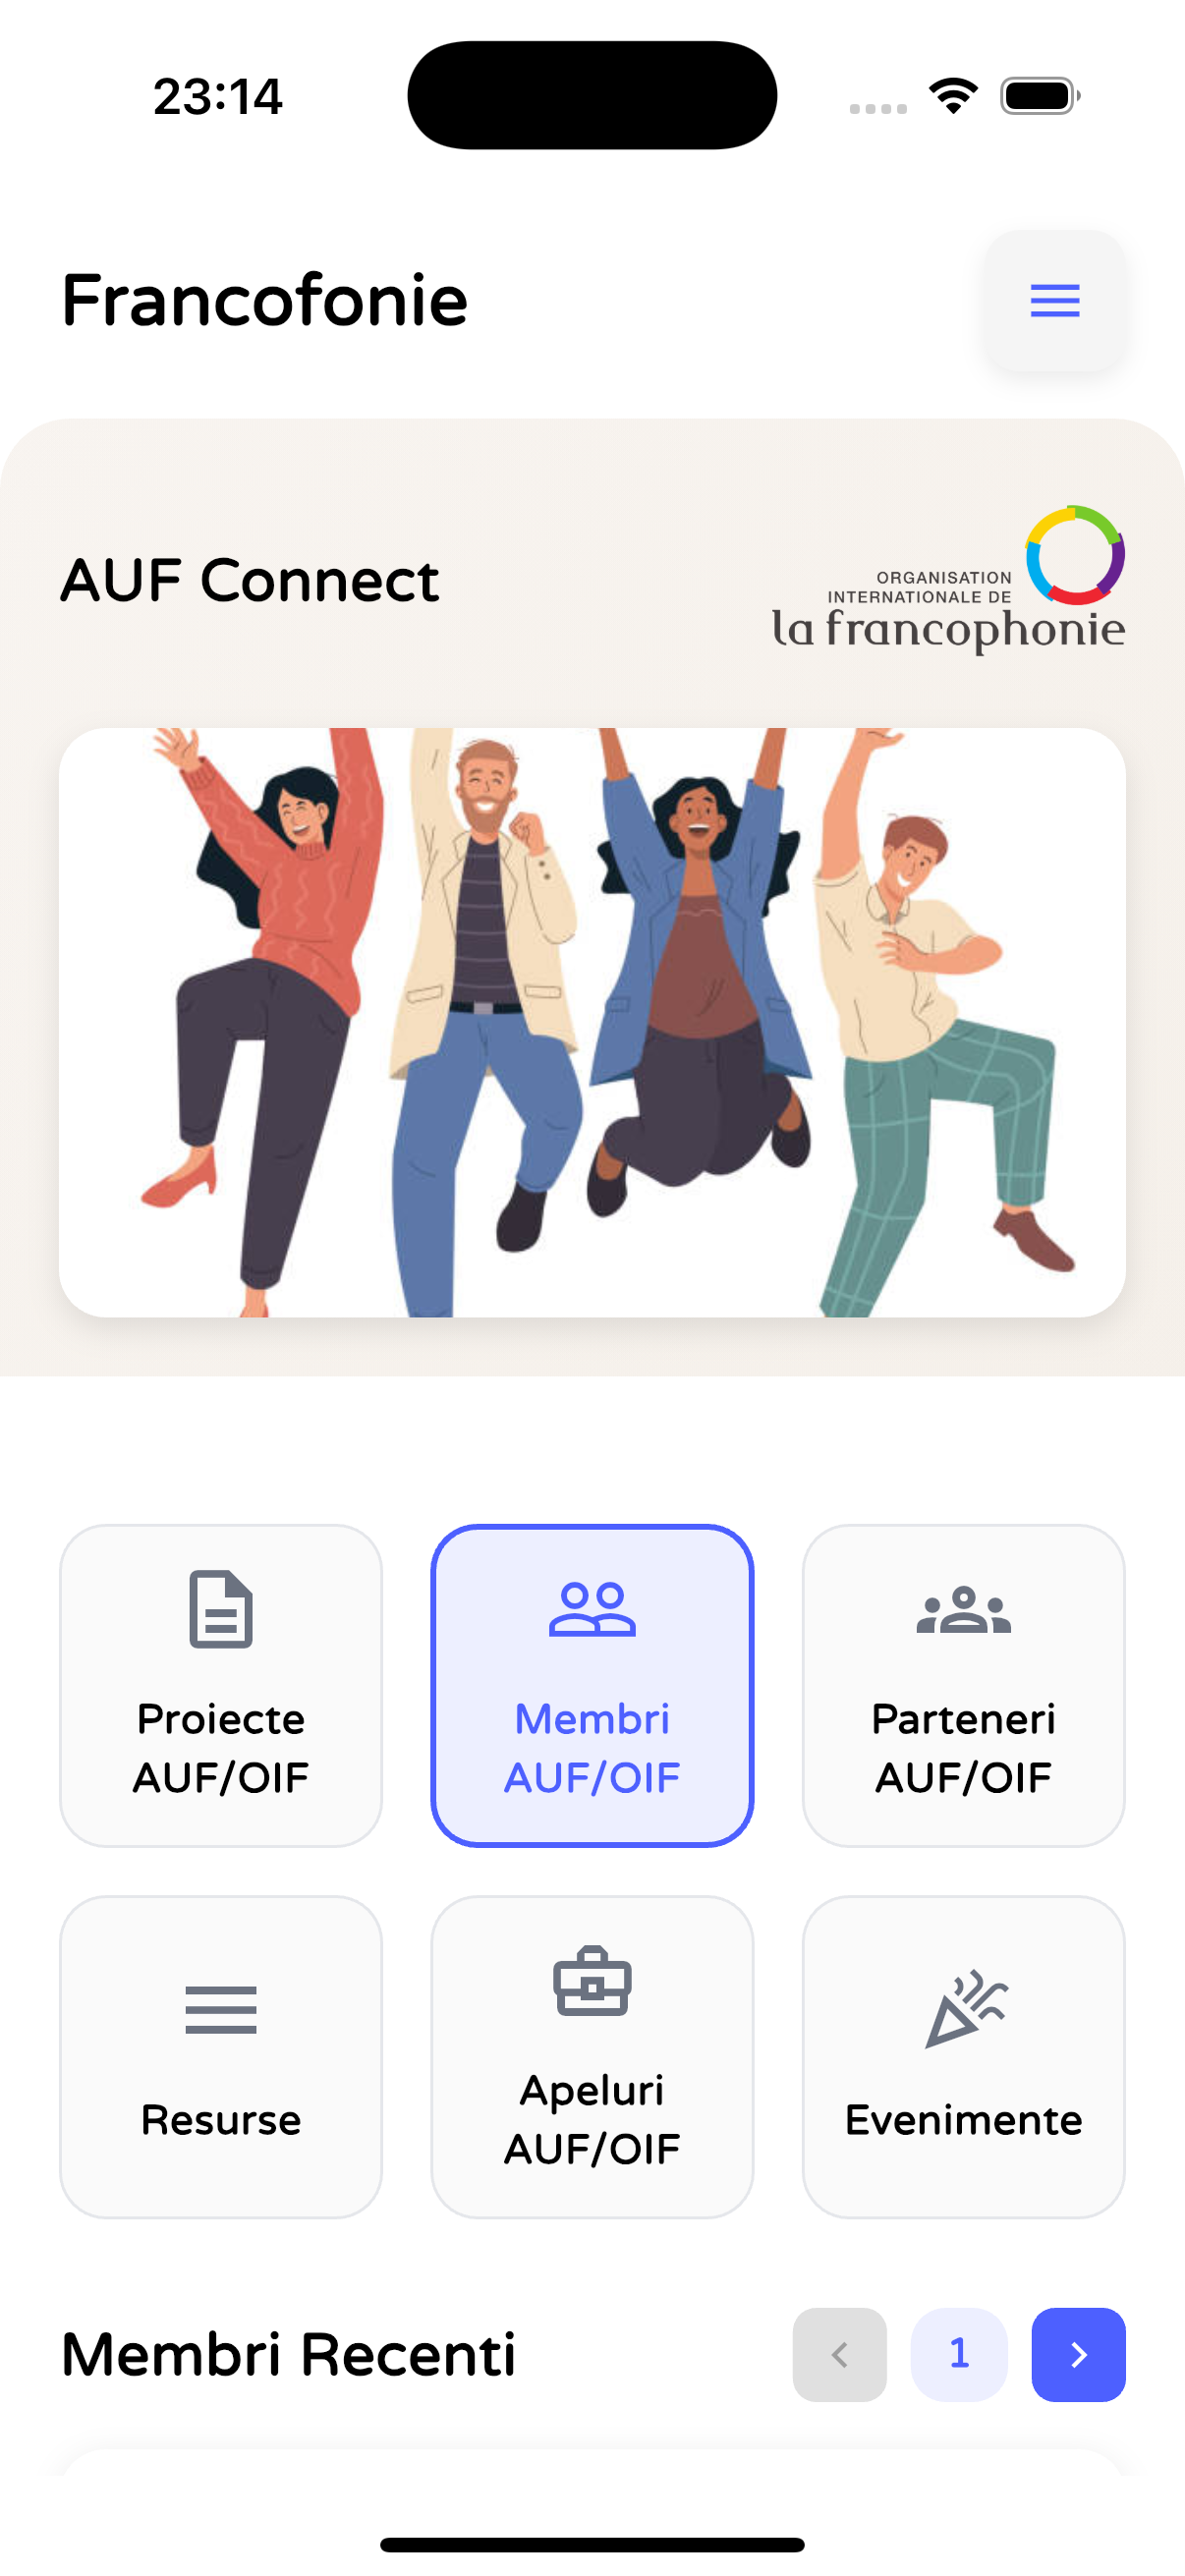 23:14
Francofonie
AUF Connect
ORGANISATION
INTERNATIONALE DE
la francophonie
Proiecte
AUF/OIF
Membri
AUF/OIF
Parteneri
AUF/OIF
Resurse
Apeluri
AUF/OIF
Evenimente
Membri Recenti
1